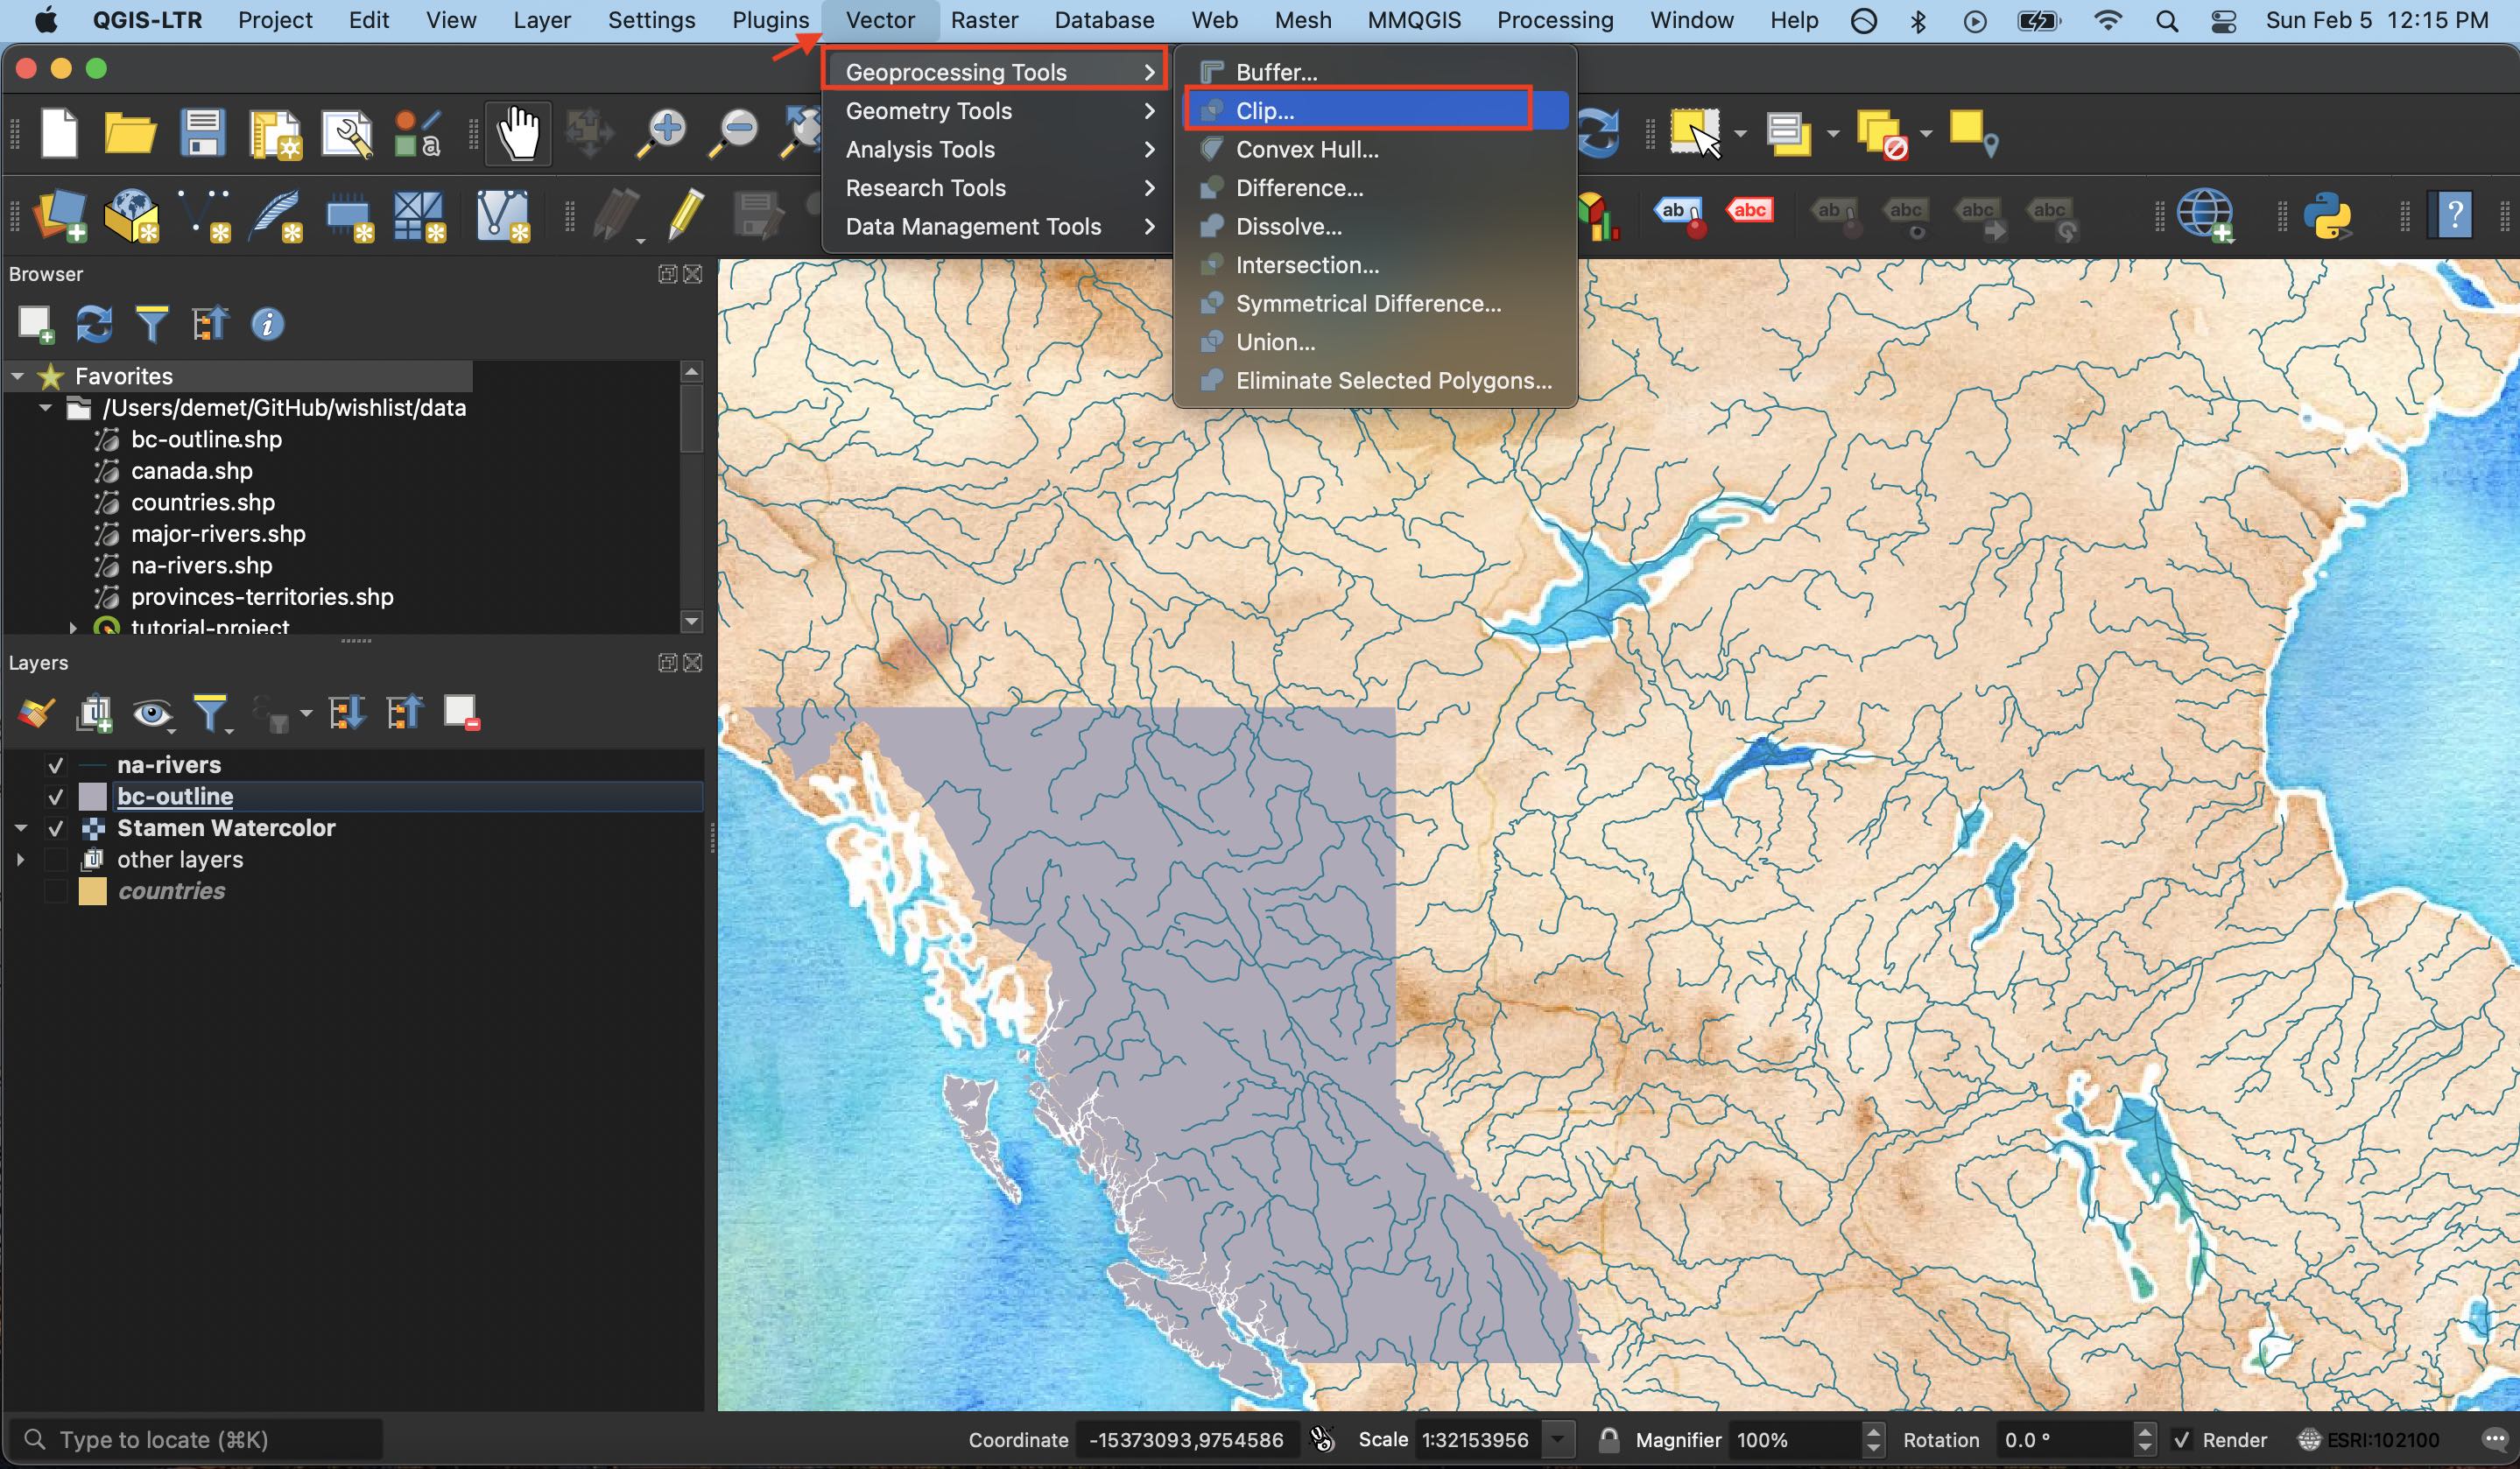 QGIS-LTR Project Edit View Layer Settings Plugins Vector Raster Database Web Mesh MMQGIS Processing Window Help Sun Feb 5 12:15 PM
Geoprocessing Tools
Geometry Tools
Analysis Tools
Research Tools
Data Management Tools
Buffer...
Clip...
Convex Hull...
Difference...
Dissolve...
Intersection...
Symmetrical Difference...
Union...
Eliminate Selected Polygons...
a
ab abc ab abc abc abc ?
Browser
Favorites
/Users/demet/GitHub/wishlist/data
bc-outline.shp
canada.shp
countries.shp
major-rivers.shp
na-rivers.shp
provinces-territories.shp
tutorial-project
Layers
na-rivers
bc-outline
Stamen Watercolor
other layers
countries
Type to locate (⌘K) Coordinate -15373093,9754586 Scale 1:32153956 Magnifier 100% Rotation 0.0 ° Render ESRI:102100